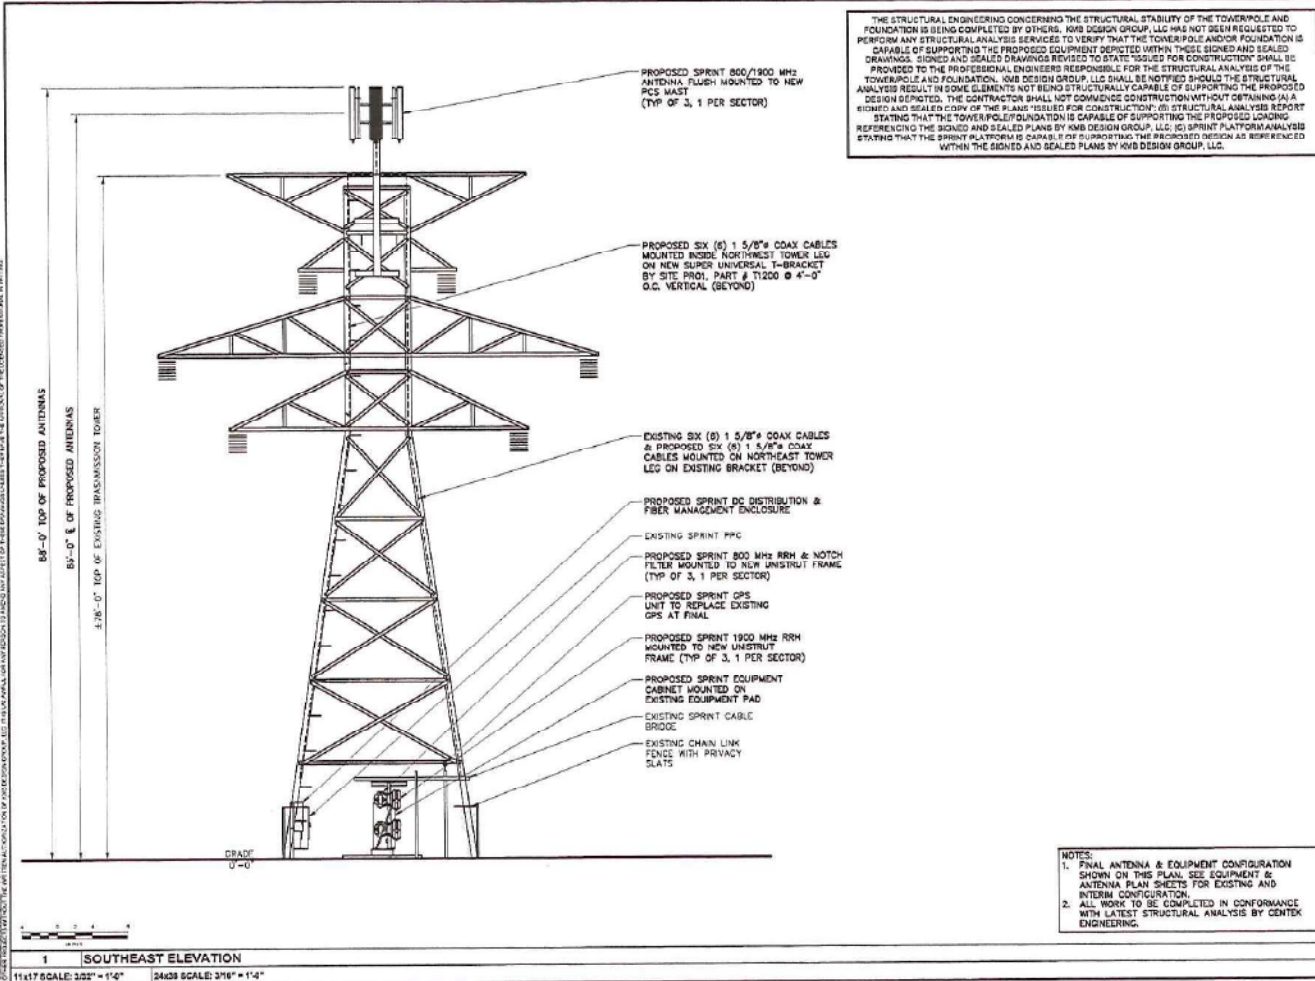 THE STRUCTURAL ENGINEERING CONCERNING THE STRUCTURAL STABILITY OF THE TOWER/POLE AND
FOUNDATION IS BEING COMPLETED BY OTHERS. KMB DESIGN GROUP, LLC HAS NOT BEEN REQUESTED TO
PERFORM ANY STRUCTURAL ANALYSIS SERVICES TO VERIFY THAT THE TOWER/POLE AND/OR FOUNDATION IS
CAPABLE OF SUPPORTING THE PROPOSED EQUIPMENT DEPICTED WITHIN THESE SIGNED AND SEALED
DRAWINGS. SIGNED AND SEALED DRAWINGS REVISED TO STATE "ISSUED FOR CONSTRUCTION" SHALL BE
PROVIDED TO THE PROFESSIONAL ENGINEERS RESPONSIBLE FOR THE STRUCTURAL ANALYSIS OF THE
TOWER/POLE AND FOUNDATION. KMB DESIGN GROUP, LLC SHALL BE NOTIFIED SHOULD THE STRUCTURAL
ANALYSIS RESULT IN SOME ELEMENTS NOT BEING STRUCTURALLY CAPABLE OF SUPPORTING THE PROPOSED
DESIGN DEPICTED. THE CONTRACTOR SHALL NOT COMMENCE CONSTRUCTION WITHOUT OBTAINING (A) A
SIGNED AND SEALED COPY OF THE PLANS "ISSUED FOR CONSTRUCTION"; (B) STRUCTURAL ANALYSIS REPORT
STATING THAT THE TOWER/POLE/FOUNDATION IS CAPABLE OF SUPPORTING THE PROPOSED LOADING
REFERENCING THE SIGNED AND SEALED PLANS BY KMB DESIGN GROUP, LLC; (C) SPRINT PLATFORM ANALYSIS
STATING THAT THE SPRINT PLATFORM IS CAPABLE OF SUPPORTING THE PROPOSED DESIGN AS REFERENCED
WITHIN THE SIGNED AND SEALED PLANS BY KMB DESIGN GROUP, LLC.
PROPOSED SPRINT 800/1900 MHz
ANTENNA FLUSH MOUNTED TO NEW
PCS MAST
(TYP OF 3, 1 PER SECTOR)
PROPOSED SIX (6) 1 5/8"ø COAX CABLES
MOUNTED INSIDE NORTHWEST TOWER LEG
ON NEW SUPER UNIVERSAL T-BRACKET
BY SITE PRO1, PART # T1200 @ 4'-0"
O.C. VERTICAL (BEYOND)
EXISTING SIX (6) 1 5/8"ø COAX CABLES
& PROPOSED SIX (6) 1 5/8"ø COAX
CABLES MOUNTED ON NORTHEAST TOWER
LEG ON EXISTING BRACKET (BEYOND)
PROPOSED SPRINT DC DISTRIBUTION &
FIBER MANAGEMENT ENCLOSURE
EXISTING SPRINT PPC
PROPOSED SPRINT 800 MHz RRH & NOTCH
FILTER MOUNTED TO NEW UNISTRUT FRAME
(TYP OF 3, 1 PER SECTOR)
PROPOSED SPRINT GPS
UNIT TO REPLACE EXISTING
GPS AT FINAL
PROPOSED SPRINT 1900 MHz RRH
MOUNTED TO NEW UNISTRUT
FRAME (TYP OF 3, 1 PER SECTOR)
PROPOSED SPRINT EQUIPMENT
CABINET MOUNTED ON
EXISTING EQUIPMENT PAD
EXISTING SPRINT CABLE
BRIDGE
EXISTING CHAIN LINK
FENCE WITH PRIVACY
SLATS
88'-0" TOP OF PROPOSED ANTENNAS
85'-0" ℄ OF PROPOSED ANTENNAS
±78'-0" TOP OF EXISTING TRASMISSION TOWER
GRADE
0'-0"
NOTES:
1. FINAL ANTENNA & EQUIPMENT CONFIGURATION
SHOWN ON THIS PLAN. SEE EQUIPMENT &
ANTENNA PLAN SHEETS FOR EXISTING AND
INTERIM CONFIGURATION.
2. ALL WORK TO BE COMPLETED IN CONFORMANCE
WITH LATEST STRUCTURAL ANALYSIS BY CENTEK
ENGINEERING.
1 SOUTHEAST ELEVATION
11x17 SCALE: 3/32" = 1'-0" 24x36 SCALE: 3/16" = 1'-0"